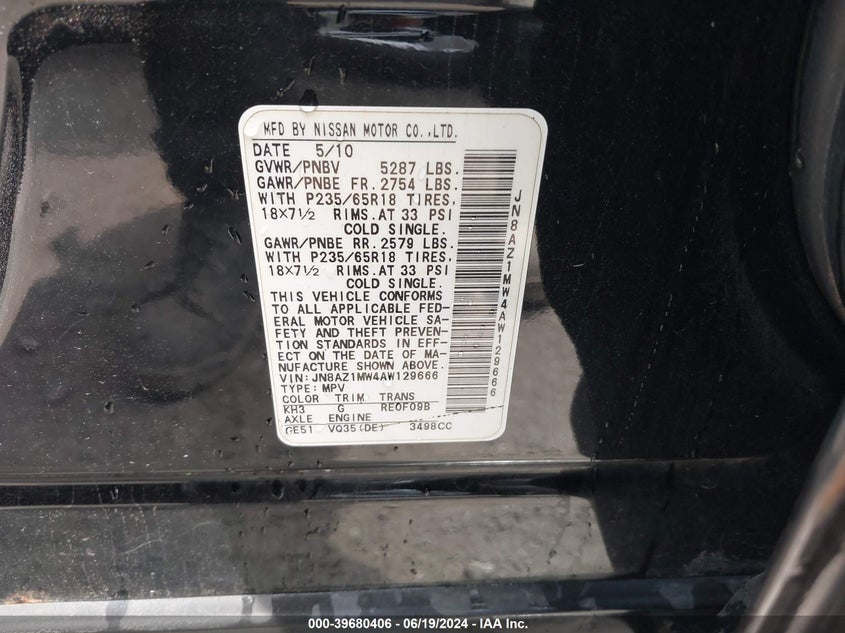 MFD BY NISSAN MOTOR CO.,LTD.
DATE 5/10
GVWR/PNBV 5287 LBS.
GAWR/PNBE FR. 2754 LBS.
WITH P235/65R18 TIRES.
18X7½ RIMS.AT 33 PSI
COLD SINGLE.
GAWR/PNBE RR. 2579 LBS.
WITH P235/65R18 TIRES.
18X7½ RIMS.AT 33 PSI
COLD SINGLE.
THIS VEHICLE CONFORMS
TO ALL APPLICABLE FED-
ERAL MOTOR VEHICLE SA-
FETY AND THEFT PREVEN-
TION STANDARDS IN EFF-
ECT ON THE DATE OF MA-
NUFACTURE SHOWN ABOVE.
VIN: JN8AZ1MW4AW129666
TYPE: MPV
COLOR TRIM TRANS
KH3 G RE0F09B
AXLE ENGINE
GE51 VQ35(DE) 3498CC
JN8AZ1MW4AW129666
000-39680406 - 06/19/2024 - IAA Inc.